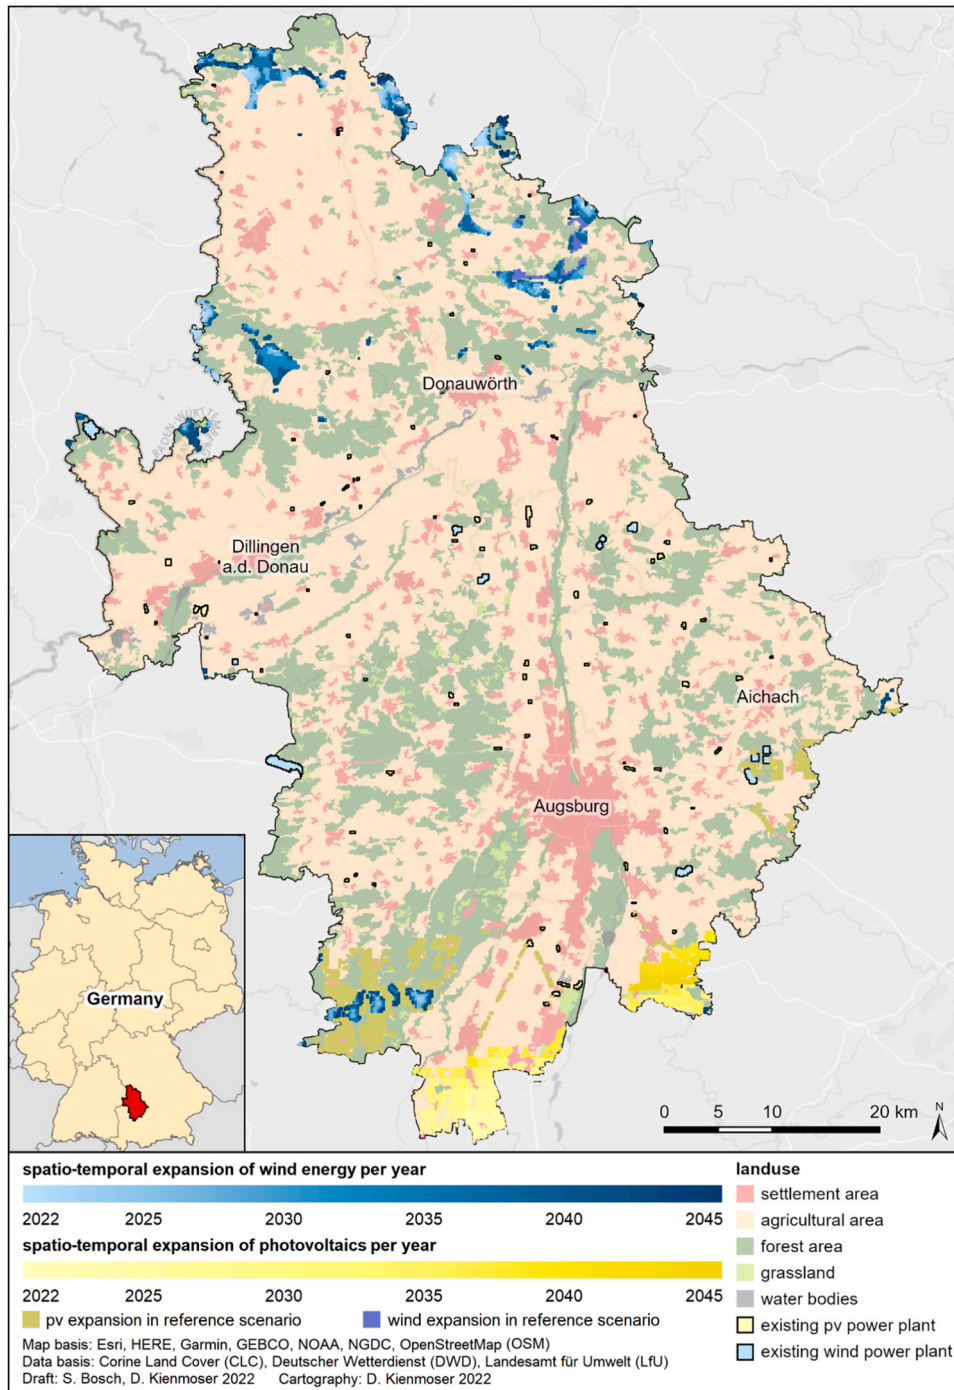 Donauwörth
BADEN-WÜRTTEMBERG
Dillingen
a.d. Donau
Aichach
Augsburg
Germany
0 5 10 20 km
N
spatio-temporal expansion of wind energy per year
2022 2025 2030 2035 2040 2045
spatio-temporal expansion of photovoltaics per year
2022 2025 2030 2035 2040 2045
pv expansion in reference scenario wind expansion in reference scenario
Map basis: Esri, HERE, Garmin, GEBCO, NOAA, NGDC, OpenStreetMap (OSM)
Data basis: Corine Land Cover (CLC), Deutscher Wetterdienst (DWD), Landesamt für Umwelt (LfU)
Draft: S. Bosch, D. Kienmoser 2022 Cartography: D. Kienmoser 2022
landuse
settlement area
agricultural area
forest area
grassland
water bodies
existing pv power plant
existing wind power plant